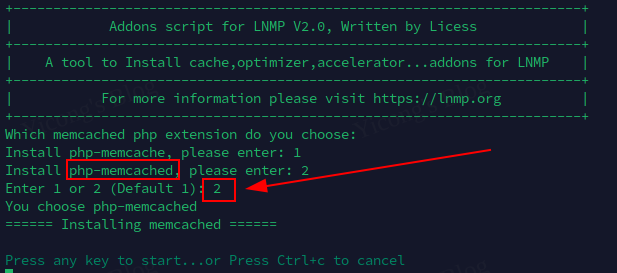 +---------------------------------------------------------------+
| Addons script for LNMP V2.0, Written by Licess |
+---------------------------------------------------------------+
| A tool to Install cache,optimizer,accelerator...addons for LNMP |
+---------------------------------------------------------------+
| For more information please visit https://lnmp.org |
+---------------------------------------------------------------+
Which memcached php extension do you choose:
Install php-memcache, please enter: 1
Install php-memcached, please enter: 2
Enter 1 or 2 (Default 1): 2
You choose php-memcached
====== Installing memcached ======
Press any key to start...or Press Ctrl+c to cancel